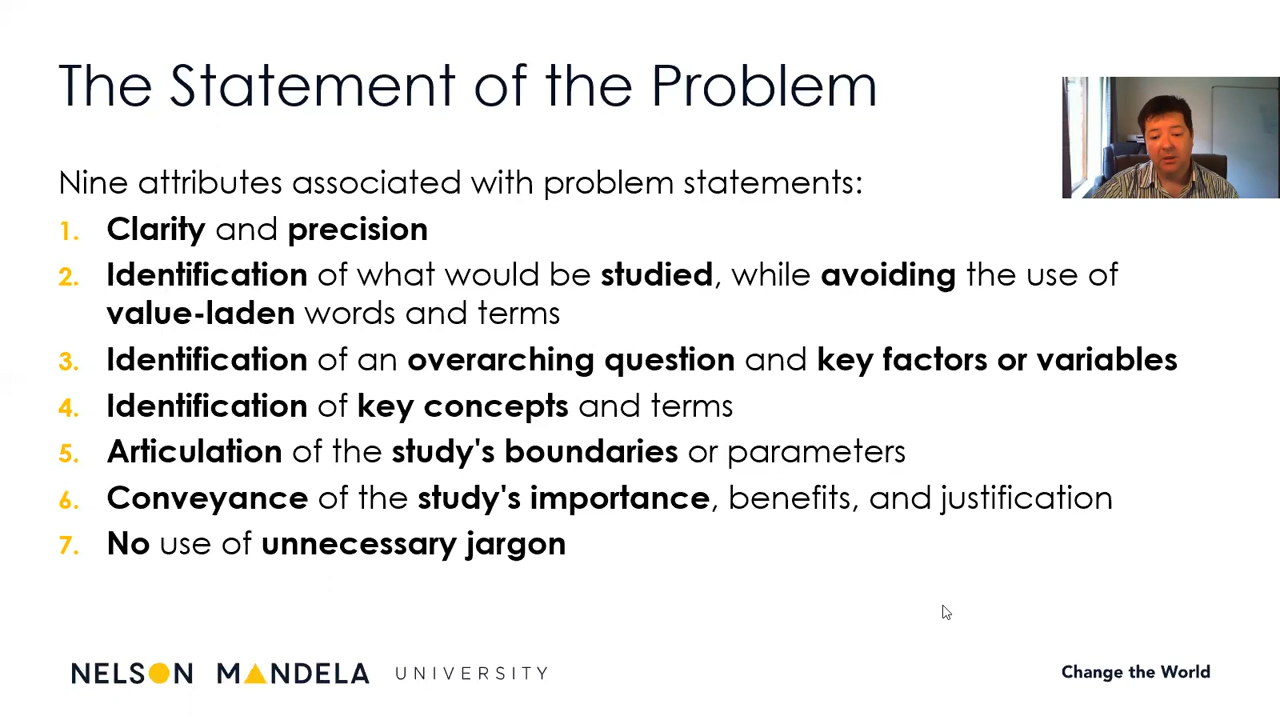 The Statement of the Problem
Nine attributes associated with problem statements:
1. Clarity and precision
2. Identification of what would be studied, while avoiding the use of
value-laden words and terms
3. Identification of an overarching question and key factors or variables
4. Identification of key concepts and terms
5. Articulation of the study's boundaries or parameters
6. Conveyance of the study's importance, benefits, and justification
7. No use of unnecessary jargon
NELSON MANDELA UNIVERSITY
Change the World